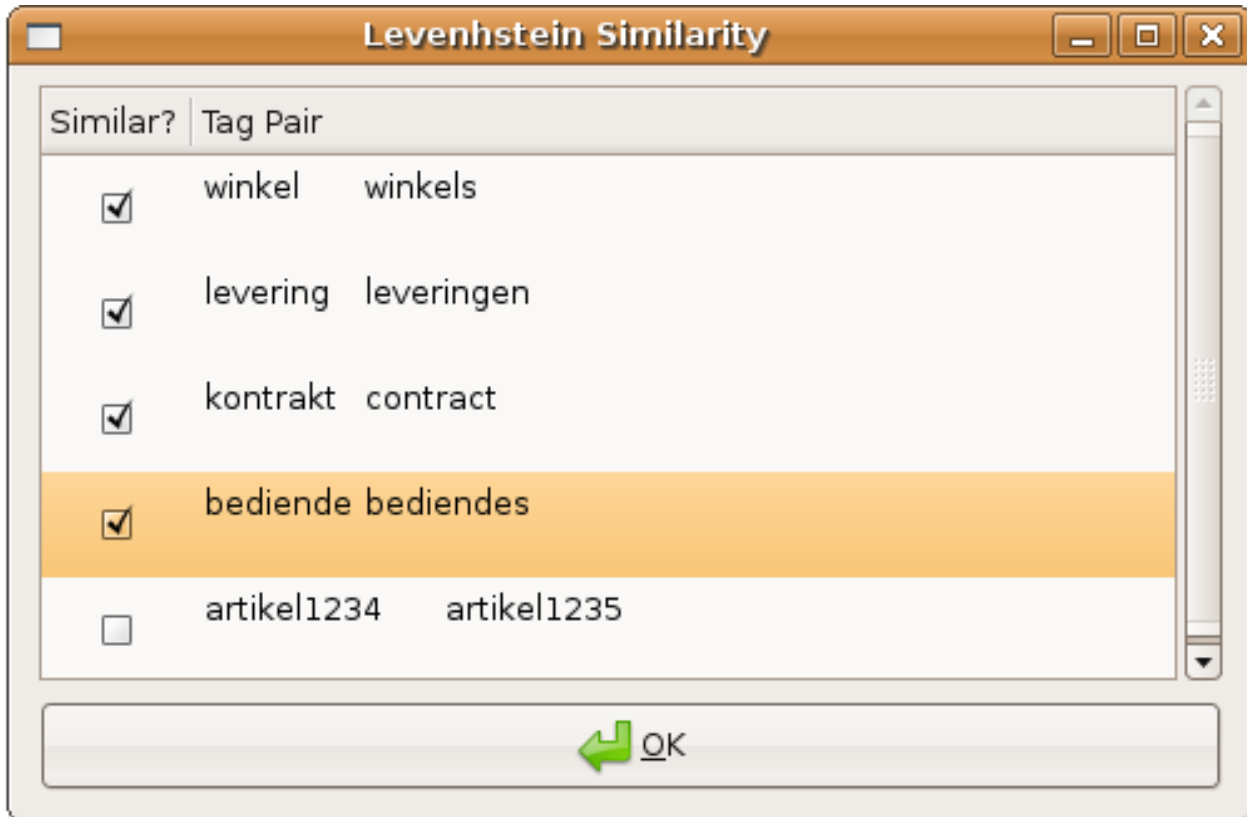 Levenhstein Similarity
Similar? Tag Pair
winkel winkels
levering leveringen
kontrakt contract
bediende bediendes
artikel1234 artikel1235
OK